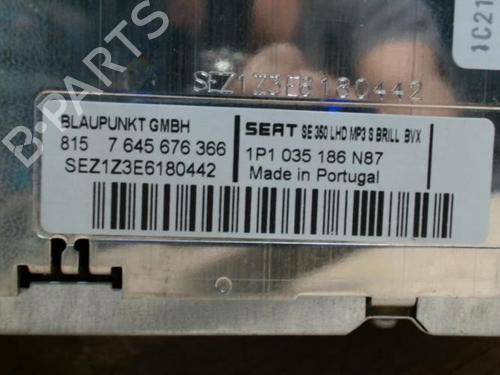 1C21
SEZ1Z3E6180442
BLAUPUNKT GMBH
815 7 645 676 366
SEZ1Z3E6180442
SEAT SE 350 LHD MP3 S BRILL BVX
1P1 035 186 N87
Made in Portugal